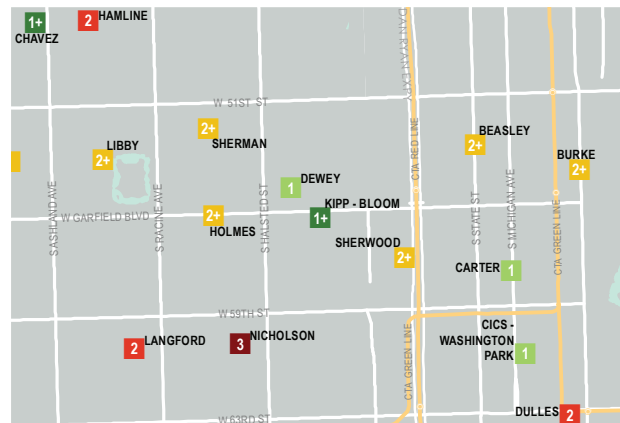 1+
CHAVEZ
2
HAMLINE
DAN RYAN EXPY
W 51ST ST
2+
SHERMAN
LIBBY
2+
2+
BEASLEY
BURKE
2+
CTA RED LINE
DEWEY
1
KIPP - BLOOM
1+
W GARFIELD BLVD
2+
HOLMES
S ASHLAND AVE
S RACINE AVE
S HALSTED ST
S STATE ST
S MICHIGAN AVE
CTA GREEN LINE
SHERWOOD
2+
CARTER
1
W 59TH ST
2
LANGFORD
3
NICHOLSON
CTA GREEN LINE
CICS -
WASHINGTON
PARK
1
W 63RD ST
DULLES
2